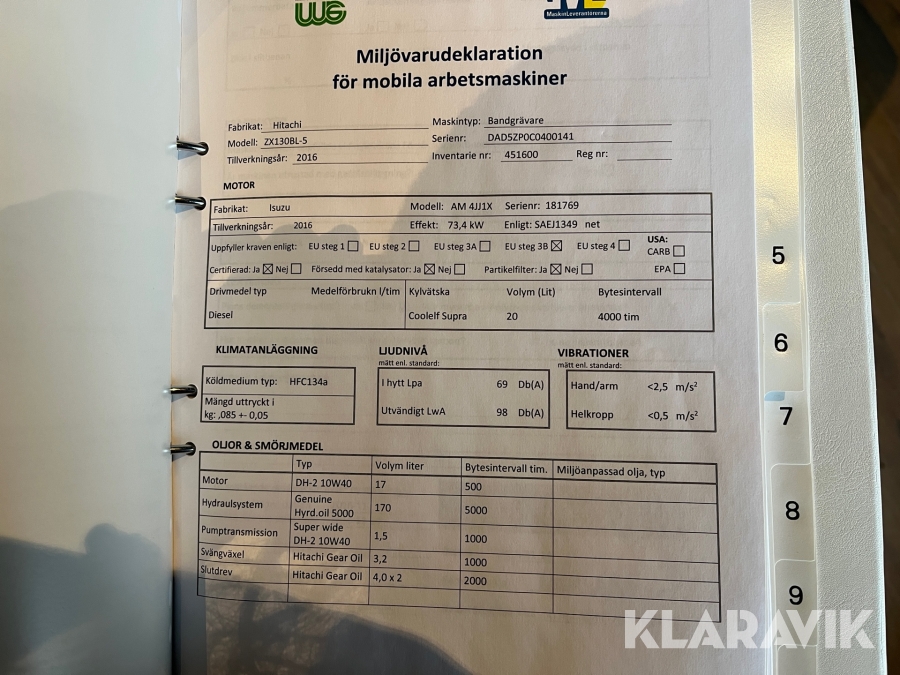 WG
MaskinLeverantörerna
Miljövarudeklaration
för mobila arbetsmaskiner
Fabrikat: Hitachi
Maskintyp: Bandgrävare
Modell: ZX130BL-5
Serienr: DAD5ZP0C0400141
Tillverkningsår: 2016
Inventarie nr: 451600 Reg nr:
MOTOR
Fabrikat: Isuzu Modell: AM 4JJ1X Serienr: 181769
Tillverkningsår: 2016 Effekt: 73,4 kW Enligt: SAEJ1349 net
Uppfyller kraven enligt: EU steg 1 ☐ EU steg 2 ☐ EU steg 3A ☐ EU steg 3B ☒ EU steg 4 ☐ USA: CARB ☐
Certifierad: Ja ☒ Nej ☐ Försedd med katalysator: Ja ☒ Nej ☐ Partikelfilter: Ja ☒ Nej ☐ EPA ☐
Drivmedel typ Medelförbrukn l/tim Kylvätska Volym (Lit) Bytesintervall
Diesel Coolelf Supra 20 4000 tim
KLIMATANLÄGGNING
Köldmedium typ: HFC134a
Mängd uttryckt i
kg: ,085 +- 0,05
LJUDNIVÅ
mätt enl. standard:
I hytt Lpa 69 Db(A)
Utvändigt LwA 98 Db(A)
VIBRATIONER
mätt enl. standard:
Hand/arm <2,5 m/s²
Helkropp <0,5 m/s²
OLJOR & SMÖRJMEDEL
Typ Volym liter Bytesintervall tim. Miljöanpassad olja, typ
Motor DH-2 10W40 17 500
Hydraulsystem Genuine Hyrd.oil 5000 170 5000
Pumptransmission Super wide DH-2 10W40 1,5 1000
Svängväxel Hitachi Gear Oil 3,2 1000
Slutdrev Hitachi Gear Oil 4,0 x 2 2000
5
6
7
8
9
KLARAVIK